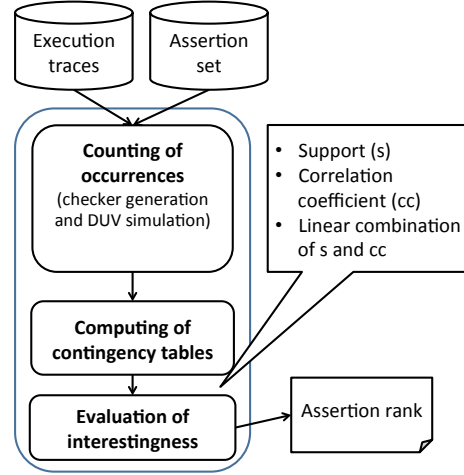 Execution
traces
Assertion
set
Counting of
occurrences
(checker generation
and DUV simulation)
• Support (s)
• Correlation
coefficient (cc)
• Linear combination
of s and cc
Computing of
contingency tables
Evaluation of
interestingness
Assertion rank